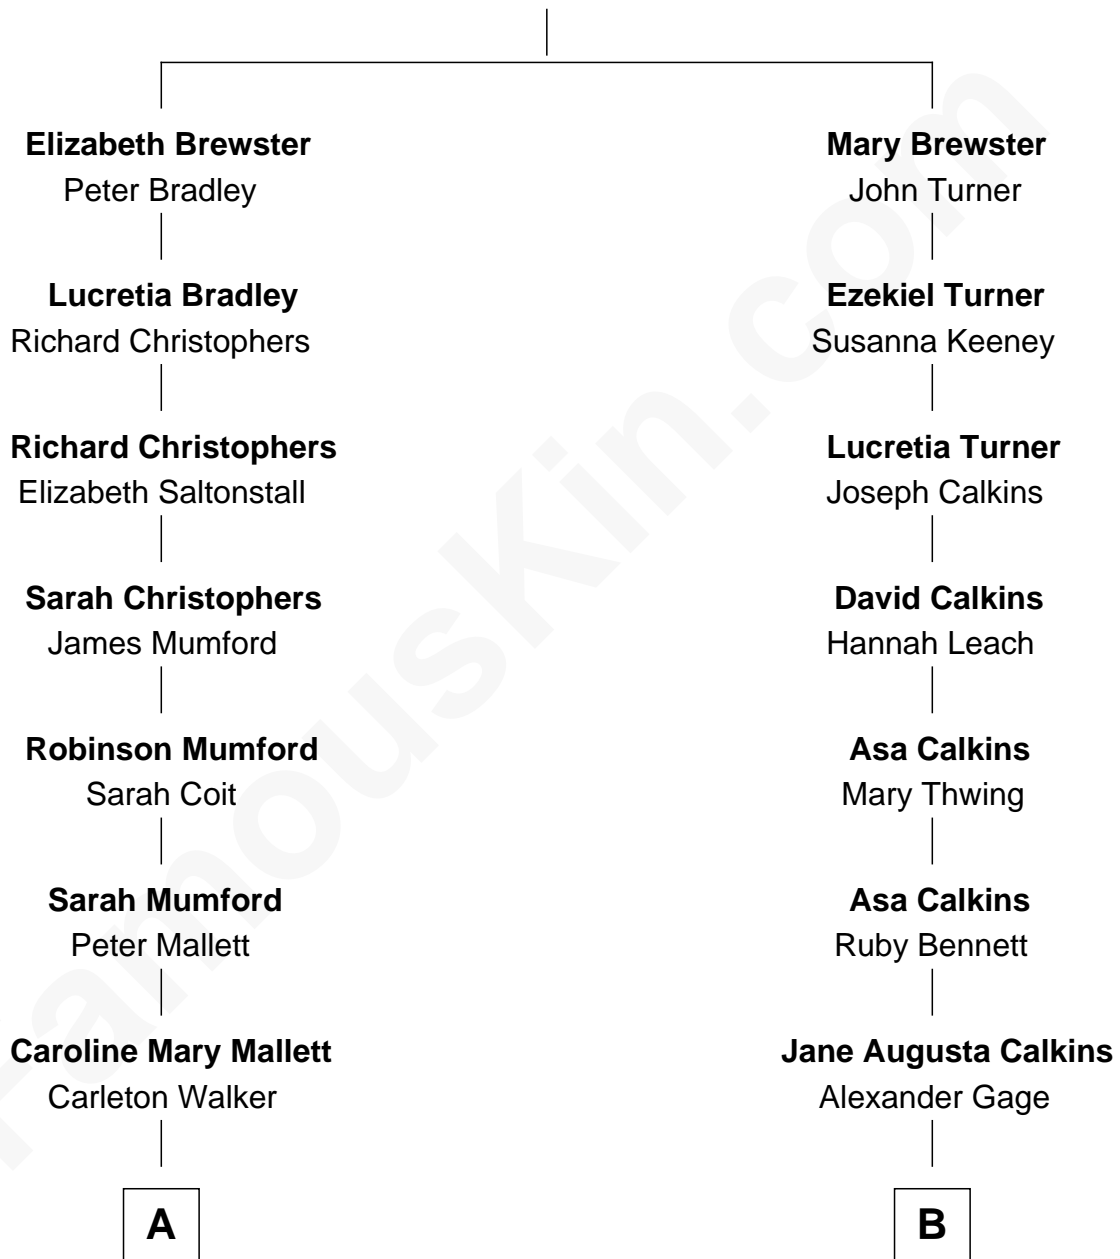 Elizabeth Brewster
Peter Bradley
Lucretia Bradley
Richard Christophers
Richard Christophers
Elizabeth Saltonstall
Sarah Christophers
James Mumford
Robinson Mumford
Sarah Coit
Sarah Mumford
Peter Mallett
Caroline Mary Mallett
Carleton Walker
A
Mary Brewster
John Turner
Ezekiel Turner
Susanna Keeney
Lucretia Turner
Joseph Calkins
David Calkins
Hannah Leach
Asa Calkins
Mary Thwing
Asa Calkins
Ruby Bennett
Jane Augusta Calkins
Alexander Gage
B
FamousKin.com